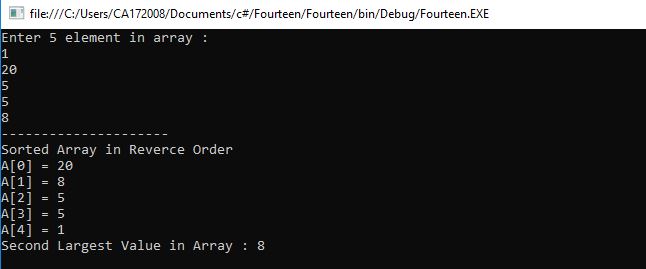 file:///C:/Users/CA172008/Documents/c#/Fourteen/Fourteen/bin/Debug/Fourteen.EXE
Enter 5 element in array :
1
20
5
5
8
---------------------
Sorted Array in Reverce Order
A[0] = 20
A[1] = 8
A[2] = 5
A[3] = 5
A[4] = 1
Second Largest Value in Array : 8